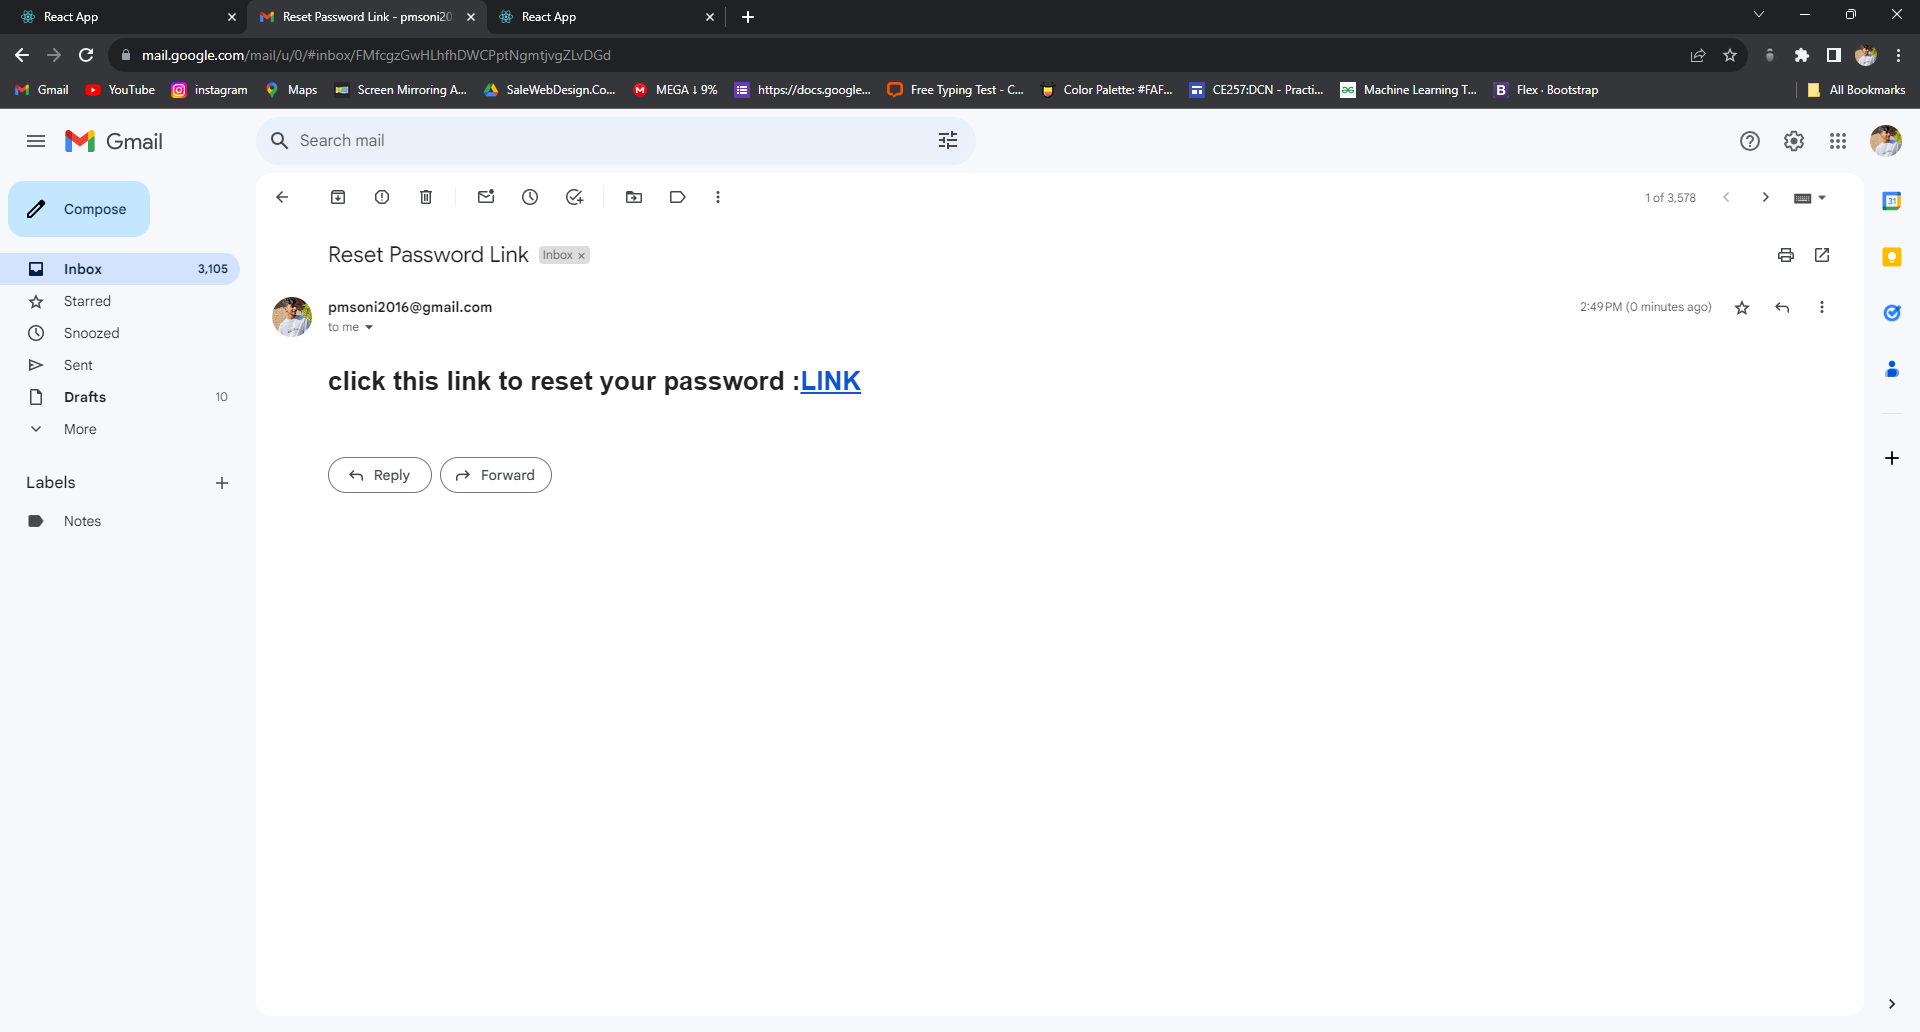 React App
Reset Password Link - pmsoni20
React App
mail.google.com/mail/u/0/#inbox/FMfcgzGwHLhfhDWCPptNgmtjvgZLvDGd
Gmail YouTube instagram Maps Screen Mirroring A... SaleWebDesign.Co... MEGA ↓ 9% https://docs.google... Free Typing Test - C... Color Palette: #FAF... CE257:DCN - Practi... Machine Learning T... Flex · Bootstrap All Bookmarks
Gmail
Search mail
Compose
1 of 3,578
Reset Password Link Inbox ×
Inbox 3,105
Starred
Snoozed
Sent
Drafts 10
More
Labels
Notes
pmsoni2016@gmail.com
2:49 PM (0 minutes ago)
to me
click this link to reset your password :LINK
Reply
Forward
31